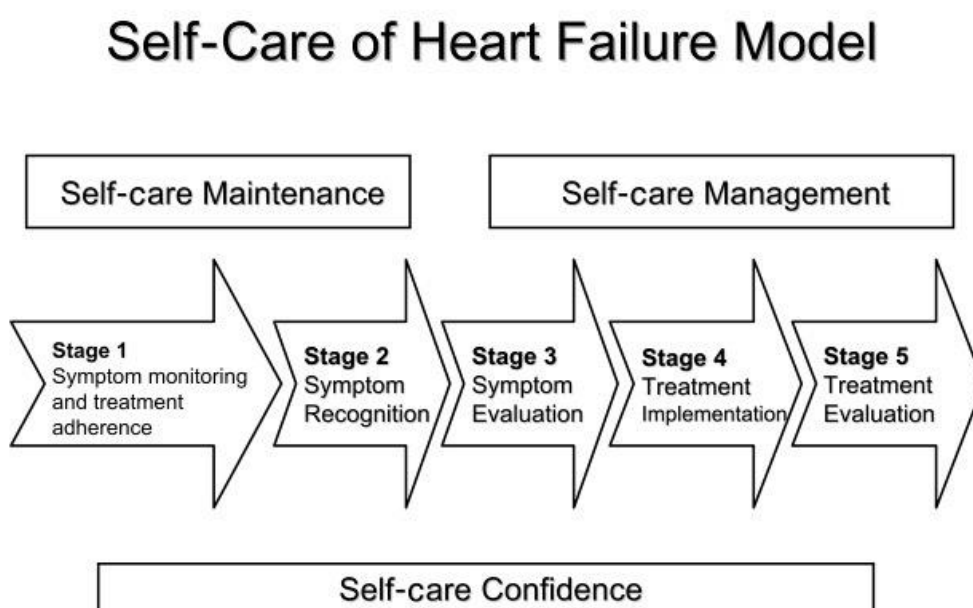 Self-Care of Heart Failure Model
Self-care Maintenance
Self-care Management
Stage 1
Symptom monitoring
and treatment
adherence
Stage 2
Symptom
Recognition
Stage 3
Symptom
Evaluation
Stage 4
Treatment
Implementation
Stage 5
Treatment
Evaluation
Self-care Confidence